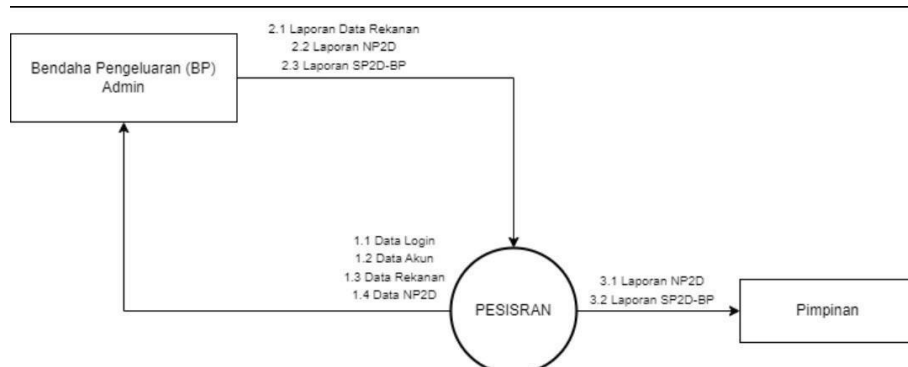 2.1 Laporan Data Rekanan
2.2 Laporan NP2D
2.3 Laporan SP2D-BP
Bendaha Pengeluaran (BP)
Admin
1.1 Data Login
1.2 Data Akun
1.3 Data Rekanan
1.4 Data NP2D
PESISRAN
3.1 Laporan NP2D
3.2 Laporan SP2D-BP
Pimpinan